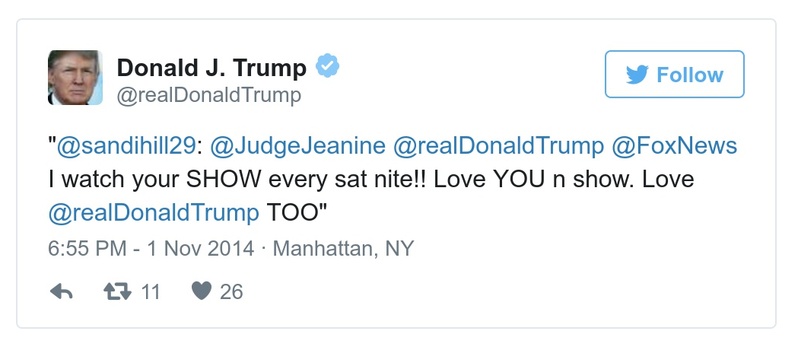 Donald J. Trump
@realDonaldTrump
Follow
"@sandihill29: @JudgeJeanine @realDonaldTrump @FoxNews
I watch your SHOW every sat nite!! Love YOU n show. Love
@realDonaldTrump TOO"
6:55 PM - 1 Nov 2014 · Manhattan, NY
11 26